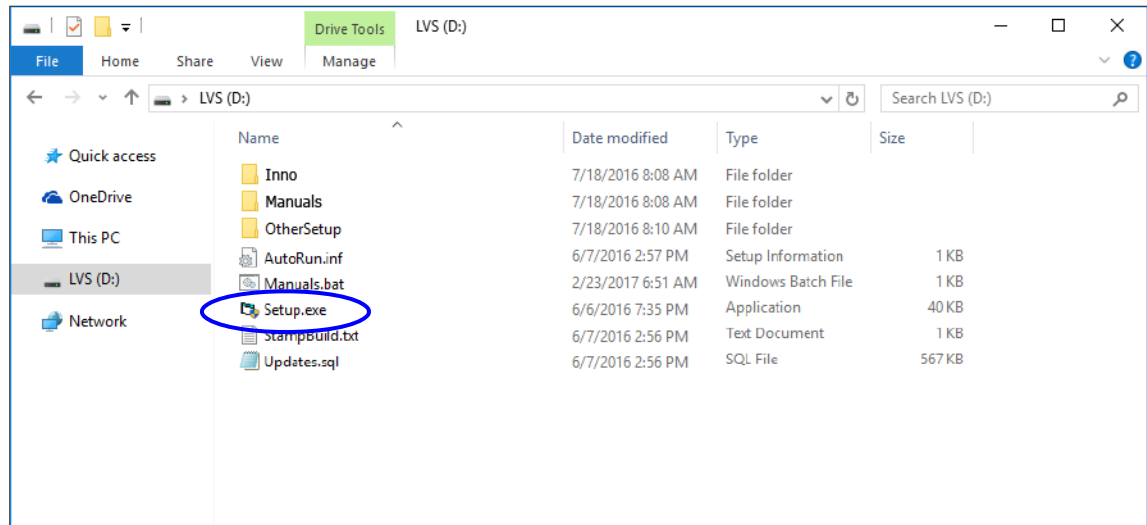 Drive Tools LVS (D:)
File Home Share View Manage ?
LVS (D:) Search LVS (D:)
Name Date modified Type Size
Quick access
OneDrive
This PC
LVS (D:)
Network
Inno 7/18/2016 8:08 AM File folder
Manuals 7/18/2016 8:08 AM File folder
OtherSetup 7/18/2016 8:10 AM File folder
AutoRun.inf 6/7/2016 2:57 PM Setup Information 1 KB
Manuals.bat 2/23/2017 6:51 AM Windows Batch File 1 KB
Setup.exe 6/6/2016 7:35 PM Application 40 KB
StampBuild.txt 6/7/2016 2:56 PM Text Document 1 KB
Updates.sql 6/7/2016 2:56 PM SQL File 567 KB